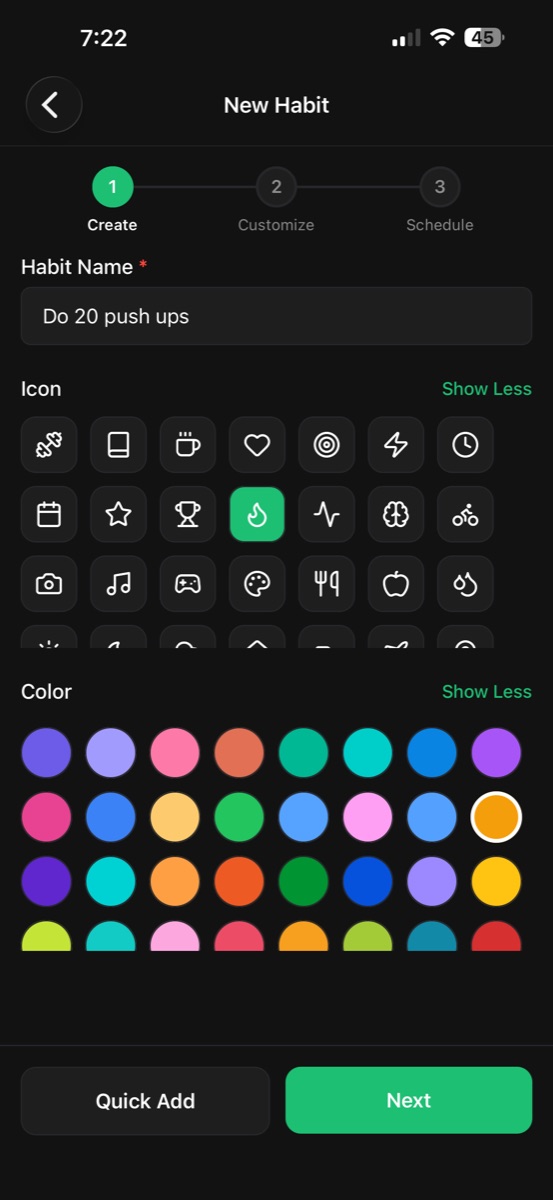 7:22
45
New Habit
1 2 3
Create Customize Schedule
Habit Name *
Do 20 push ups
Icon Show Less
Color Show Less
Quick Add Next